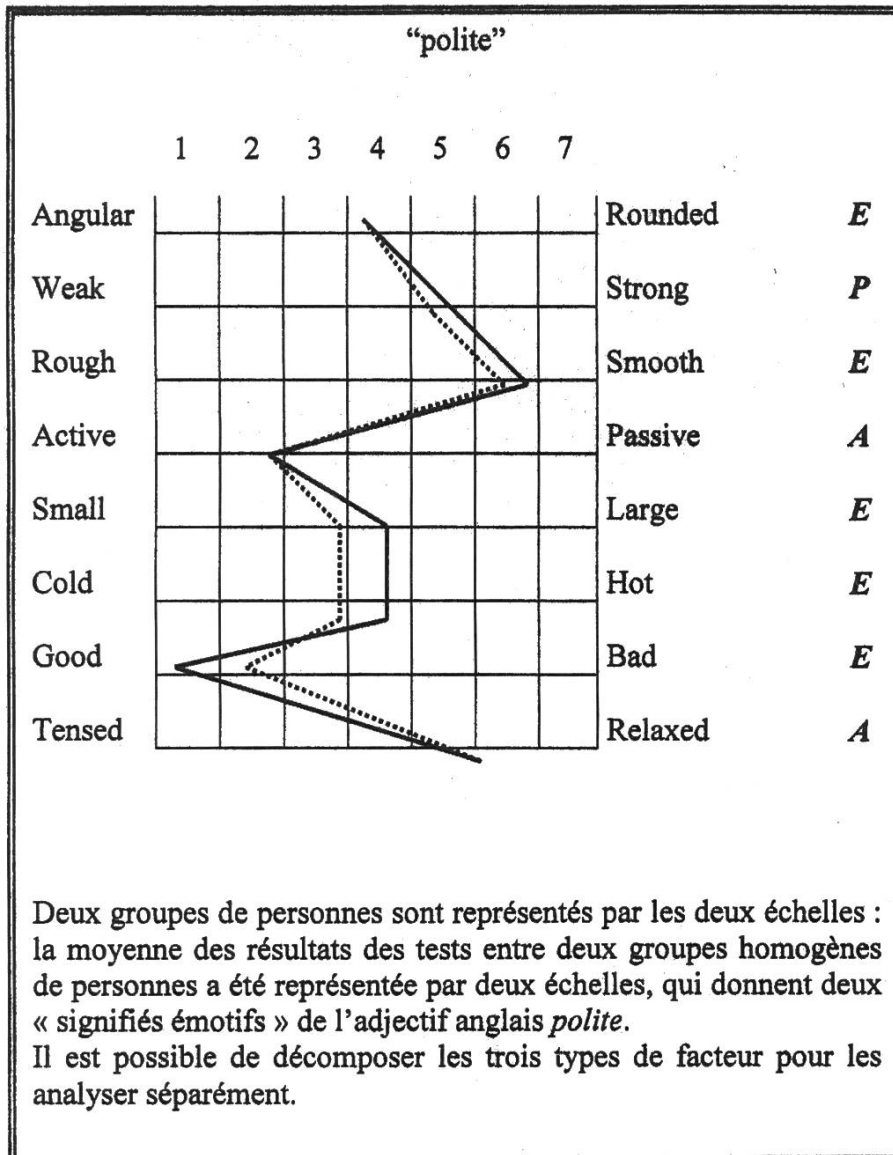 “polite”
1 2 3 4 5 6 7
Angular Rounded E
Weak Strong P
Rough Smooth E
Active Passive A
Small Large E
Cold Hot E
Good Bad E
Tensed Relaxed A
Deux groupes de personnes sont représentés par les deux échelles :
la moyenne des résultats des tests entre deux groupes homogènes
de personnes a été représentée par deux échelles, qui donnent deux
« signifiés émotifs » de l’adjectif anglais polite.
Il est possible de décomposer les trois types de facteur pour les
analyser séparément.